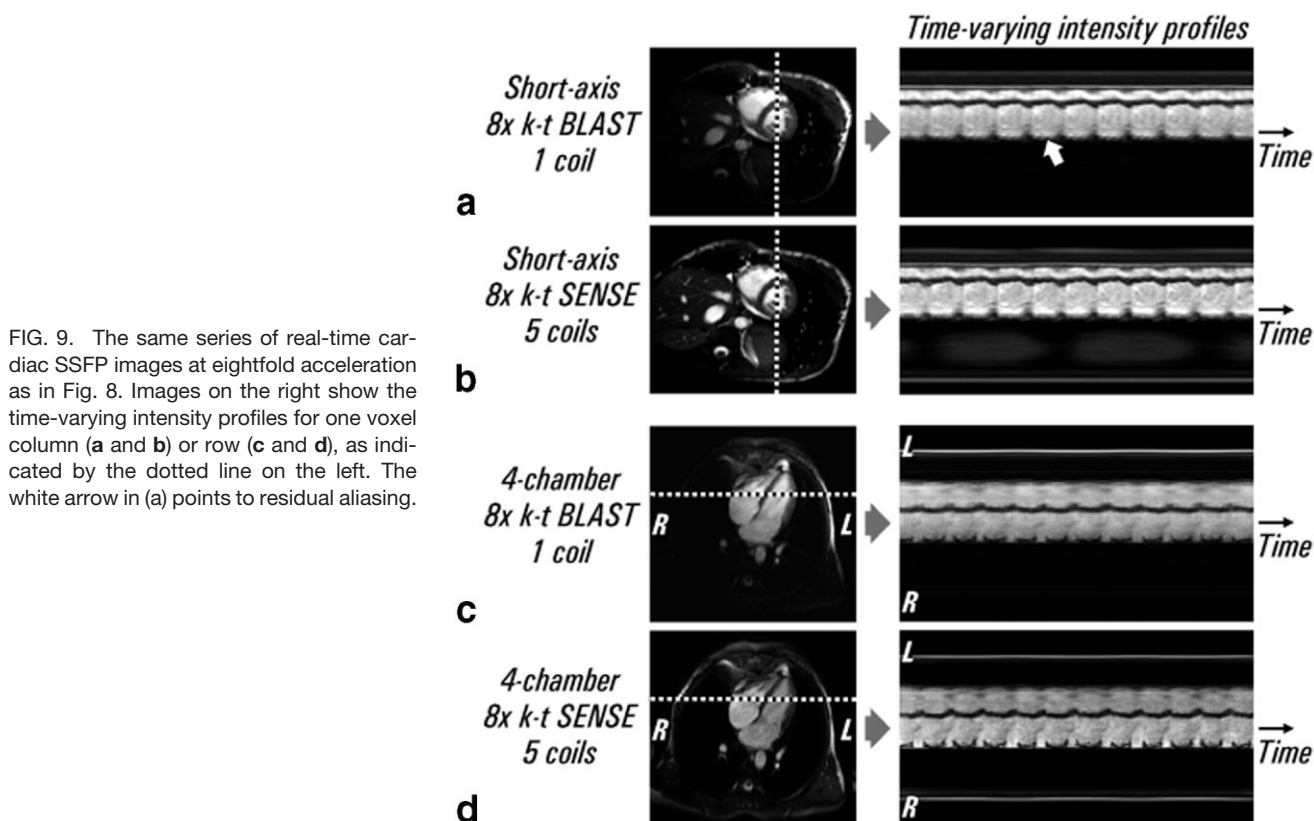 FIG. 9. The same series of real-time car-
diac SSFP images at eightfold acceleration
as in Fig. 8. Images on the right show the
time-varying intensity profiles for one voxel
column (a and b) or row (c and d), as indi-
cated by the dotted line on the left. The
white arrow in (a) points to residual aliasing.
Time-varying intensity profiles
Short-axis
8x k-t BLAST
1 coil
Time
a
Short-axis
8x k-t SENSE
5 coils
Time
b
4-chamber
8x k-t BLAST
1 coil
R L
L
R
Time
c
4-chamber
8x k-t SENSE
5 coils
R L
L
R
Time
d